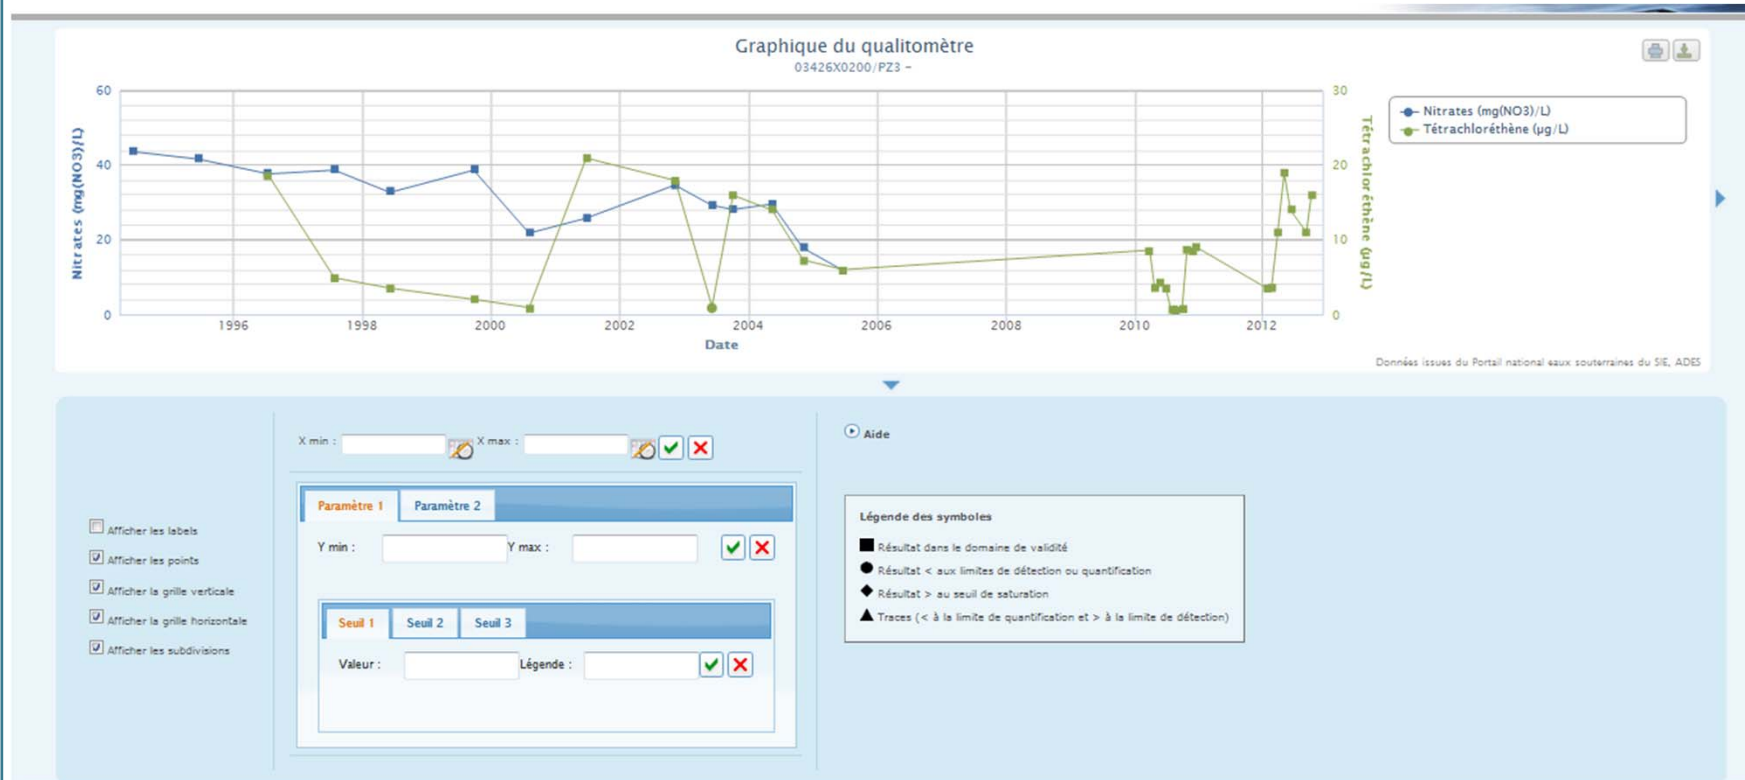 Graphique du qualitomètre
03426X0200/PZ3 -
60
40
20
0
Nitrates (mg(NO3)/L)
30
20
10
0
Tétrachloréthène (µg/L)
Nitrates (mg(NO3)/L)
Tétrachloréthène (µg/L)
1996 1998 2000 2002 2004 2006 2008 2010 2012
Date
Données issues du Portail national eaux souterraines du SIE, ADES
X min : X max :
Aide
Paramètre 1 Paramètre 2
Y min : Y max :
Seuil 1 Seuil 2 Seuil 3
Valeur : Légende :
Afficher les labels
Afficher les points
Afficher la grille verticale
Afficher la grille horizontale
Afficher les subdivisions
Légende des symboles
Résultat dans le domaine de validité
Résultat < aux limites de détection ou quantification
Résultat > au seuil de saturation
Traces (< à la limite de quantification et > à la limite de détection)